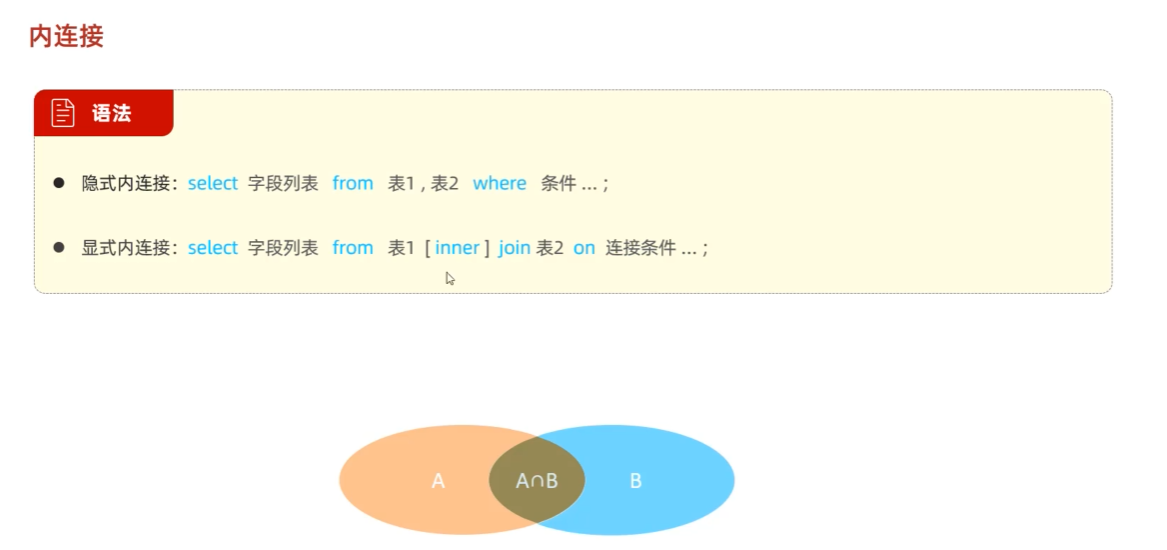 内连接
语法
隐式内连接：select 字段列表 from 表1 , 表2 where 条件 ... ;
显式内连接：select 字段列表 from 表1 [ inner ] join 表2 on 连接条件 ... ;
A A∩B B